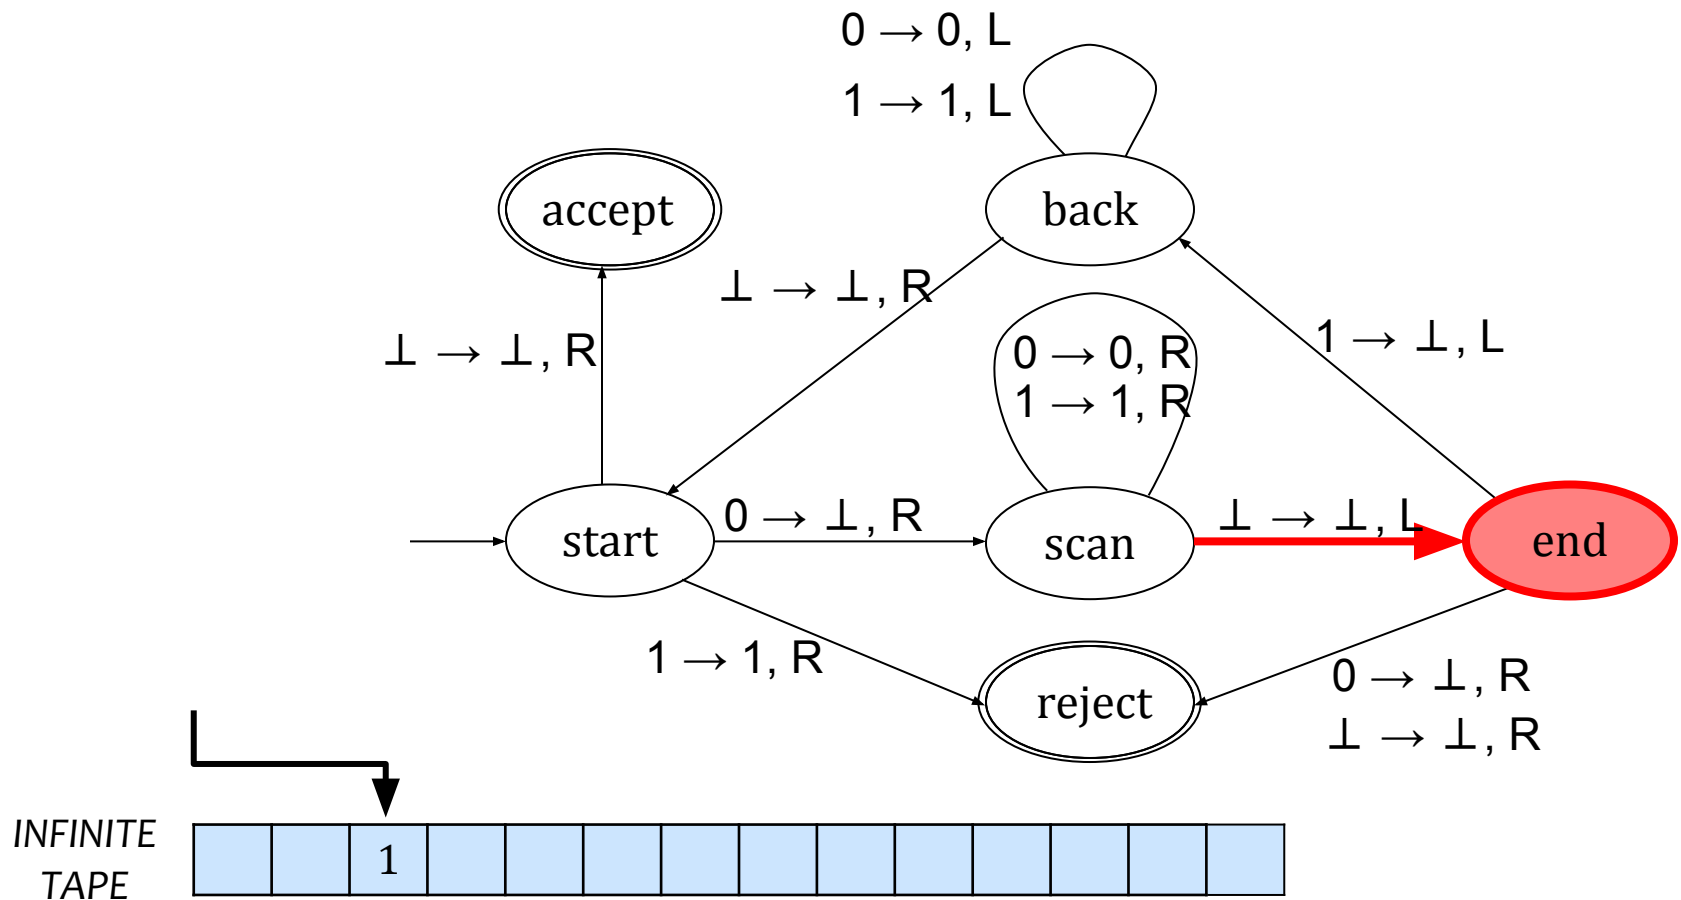 0 → 0, L
1 → 1, L
accept
back
⊥ → ⊥, R
⊥ → ⊥, R
0 → 0, R
1 → 1, R
1 → ⊥, L
start
0 → ⊥, R
scan
⊥ → ⊥, L
end
1 → 1, R
reject
0 → ⊥, R
⊥ → ⊥, R
INFINITE
TAPE
1